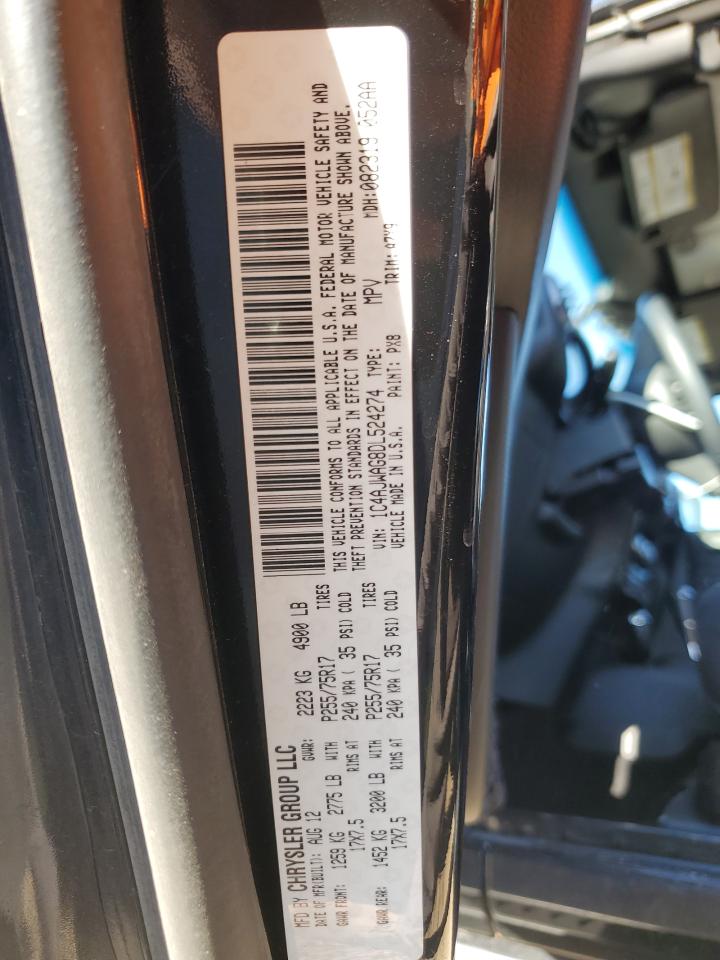 MFD BY CHRYSLER GROUP LLC
DATE OF MFR(BUILT): AUG 12 GVWR: 2223 KG 4900 LB
GAWR FRONT: 1259 KG 2775 LB WITH P255/75R17 TIRES
17X7.5 RIMS AT 240 KPA ( 35 PSI) COLD
GAWR REAR: 1452 KG 3200 LB WITH P255/75R17 TIRES
17X7.5 RIMS AT 240 KPA ( 35 PSI) COLD
THIS VEHICLE CONFORMS TO ALL APPLICABLE U.S.A. FEDERAL MOTOR VEHICLE SAFETY AND
THEFT PREVENTION STANDARDS IN EFFECT ON THE DATE OF MANUFACTURE SHOWN ABOVE.
VIN: 1C4AJWAG8DL524274 TYPE: MPV MDH:082319 052AA
VEHICLE MADE IN U.S.A. PAINT: PX8 TRIM: